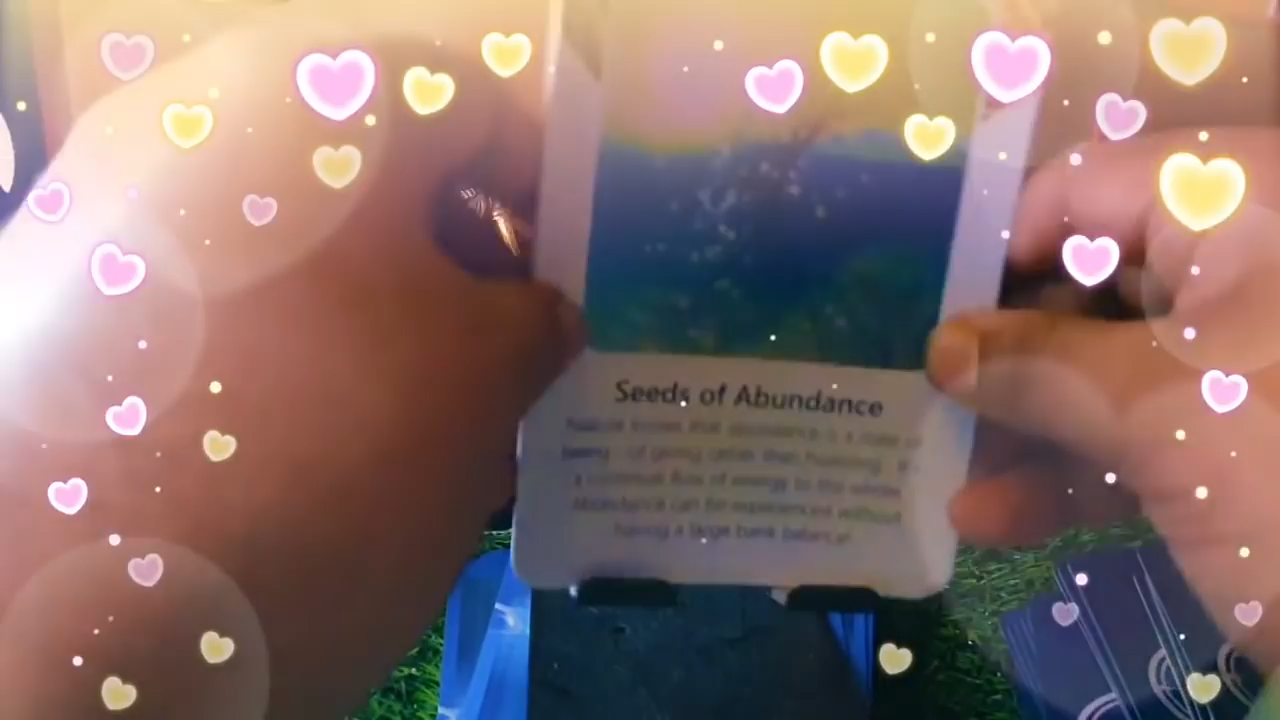 Seeds of Abundance
Nature knows that abundance is a state of
being - of giving rather than hoarding. It is
a continual flow of energy to the whole.
Abundance can be experienced without
having a large bank balance!